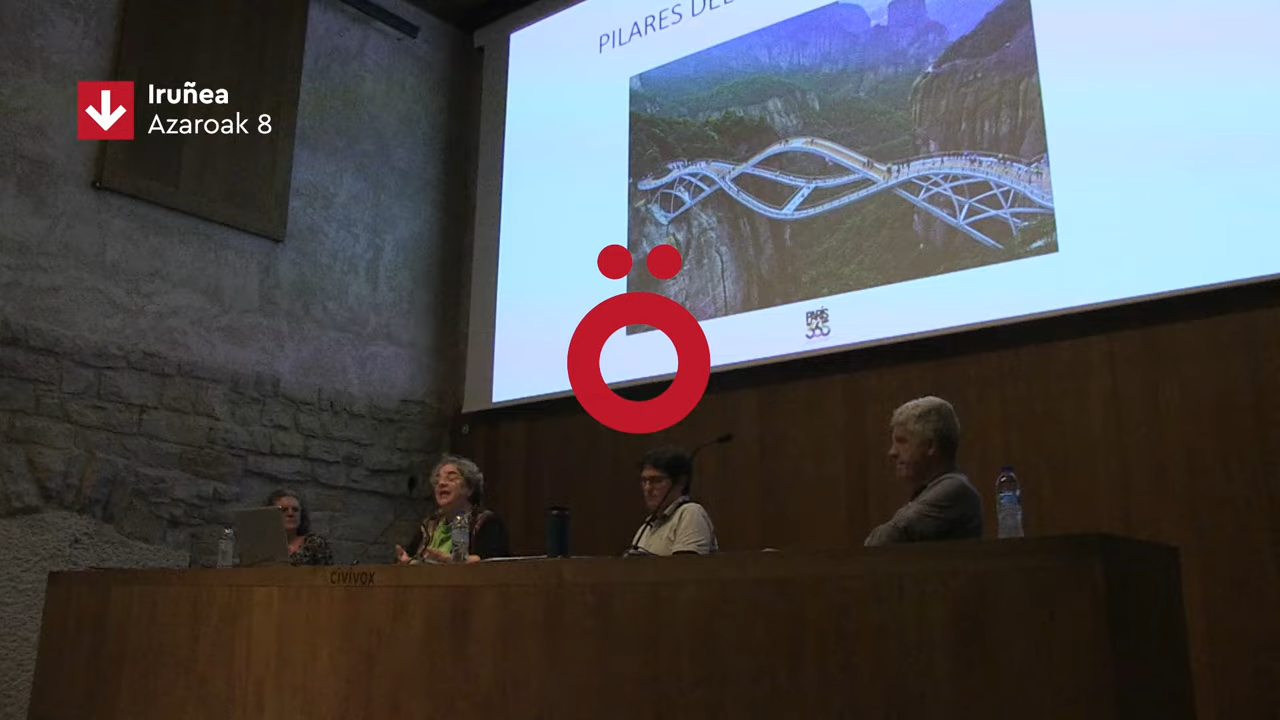 PILARES DEL
Iruñea
Azaroak 8
Ö
PARÍS
365
CIVIVOX